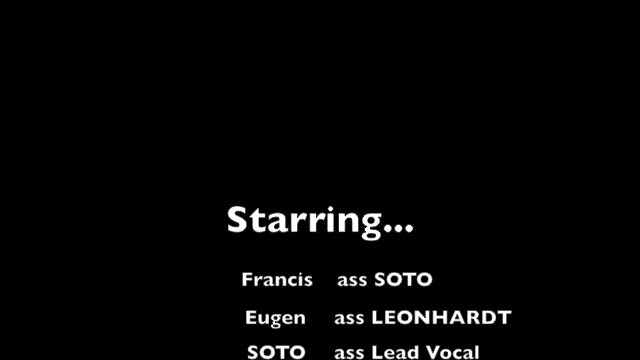 Starring...
Francis ass SOTO
Eugen ass LEONHARDT
SOTO ass Lead Vocal